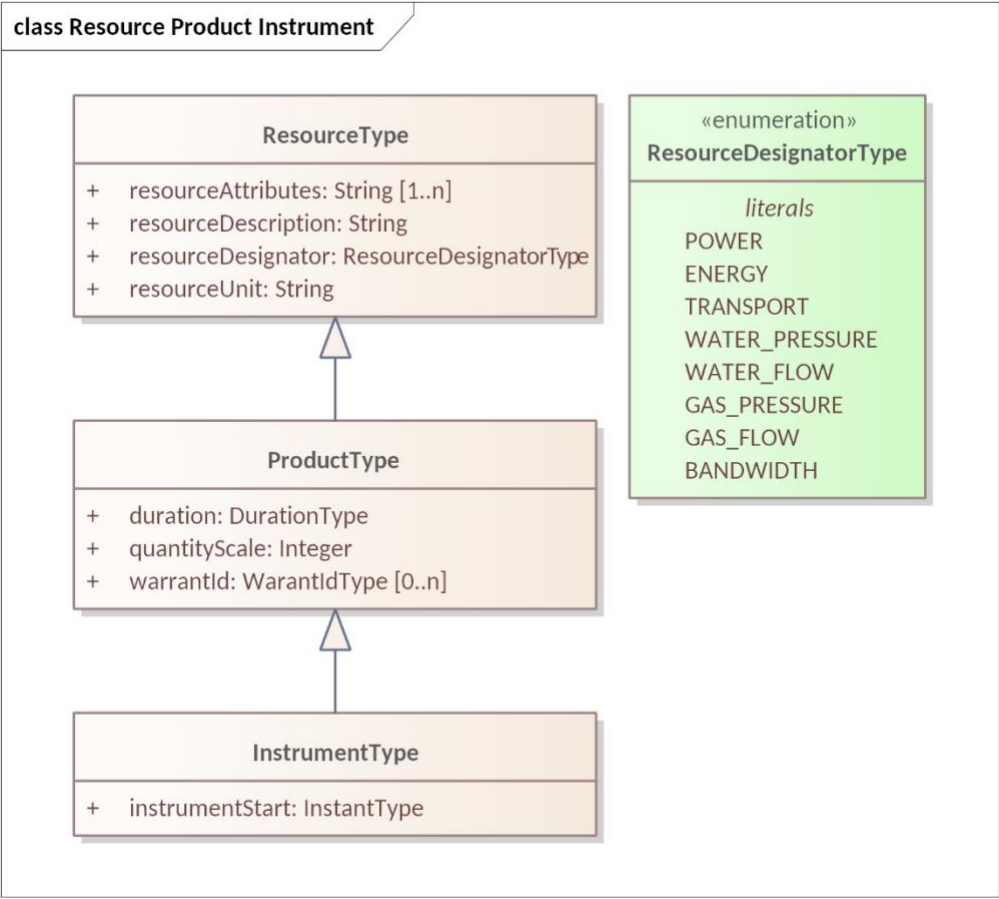 class Resource Product Instrument
ResourceType
+ resourceAttributes: String [1..n]
+ resourceDescription: String
+ resourceDesignator: ResourceDesignatorType
+ resourceUnit: String
«enumeration»
ResourceDesignatorType
literals
POWER
ENERGY
TRANSPORT
WATER_PRESSURE
WATER_FLOW
GAS_PRESSURE
GAS_FLOW
BANDWIDTH
ProductType
+ duration: DurationType
+ quantityScale: Integer
+ warrantId: WarantIdType [0..n]
InstrumentType
+ instrumentStart: InstantType